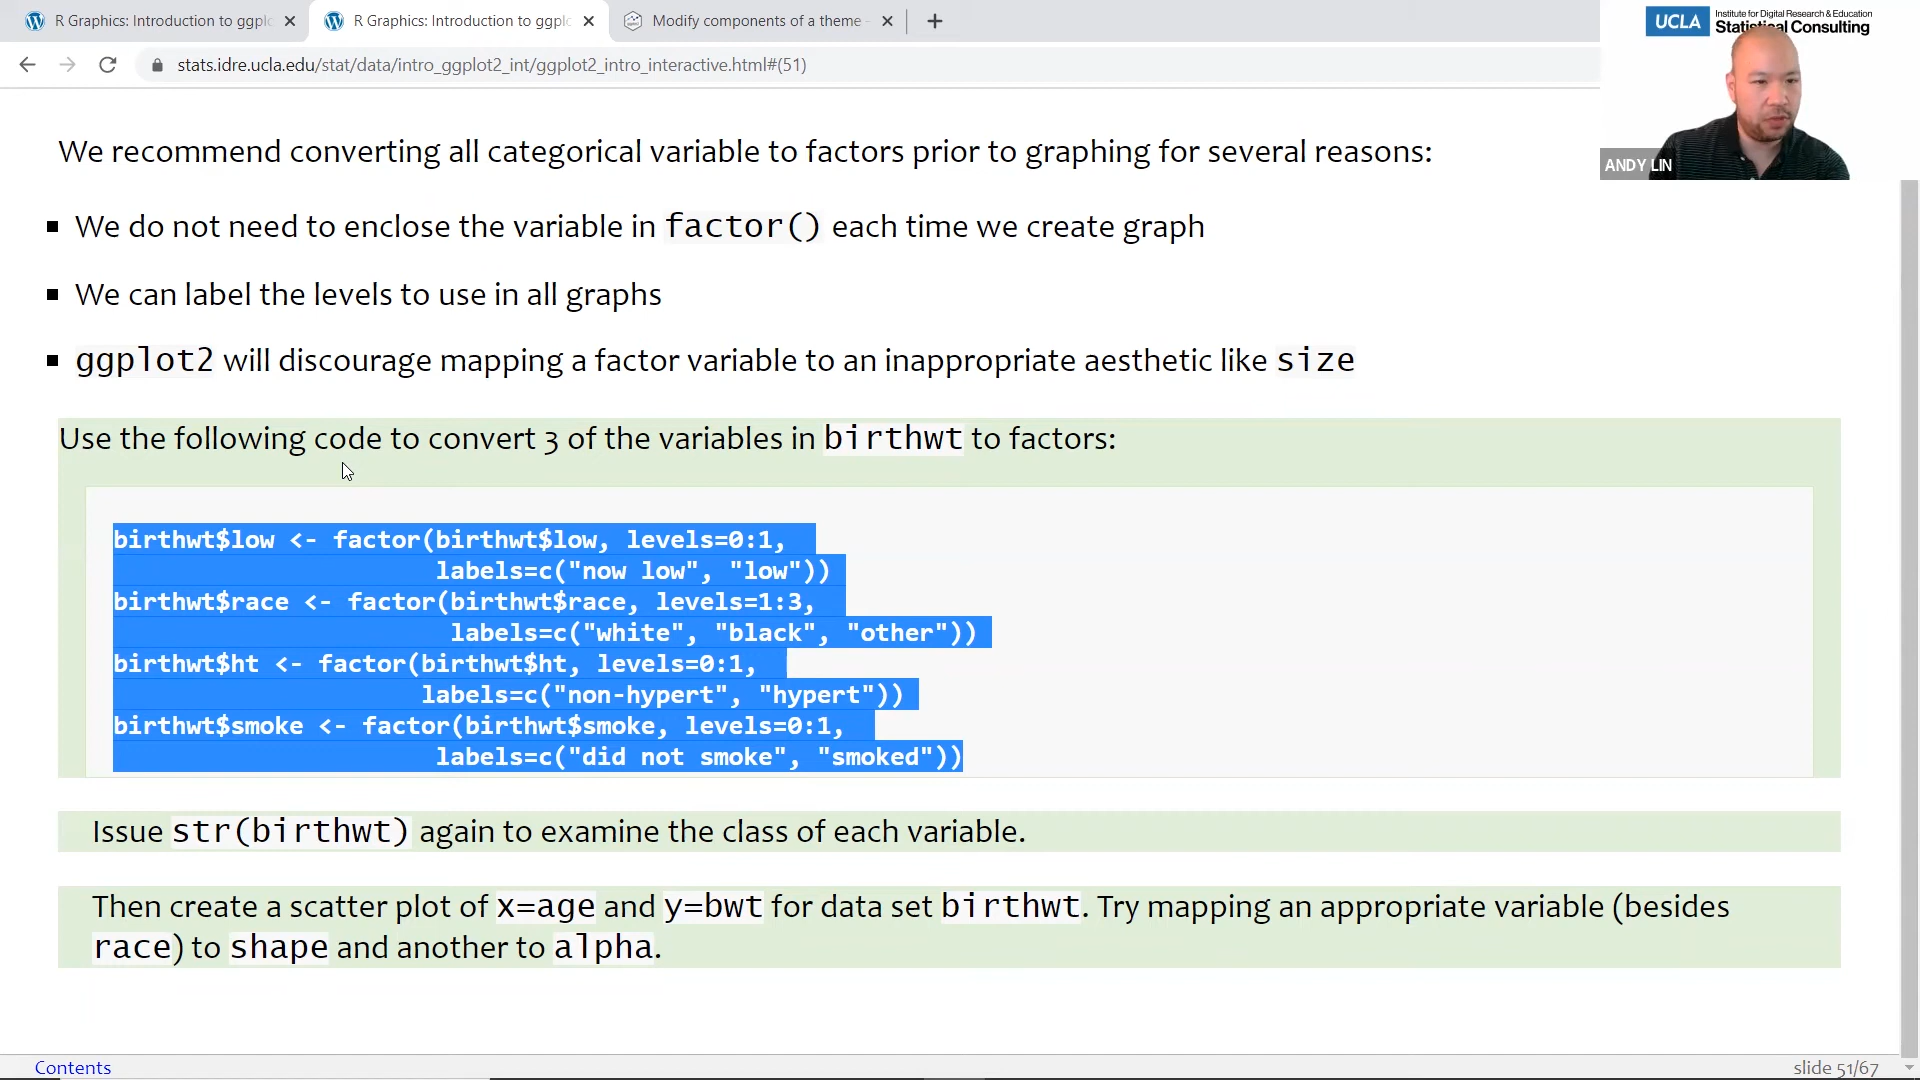 R Graphics: Introduction to ggpl
R Graphics: Introduction to ggpl
Modify components of a theme -
UCLA
Institute for Digital Research & Education
Statistical Consulting
stats.idre.ucla.edu/stat/data/intro_ggplot2_int/ggplot2_intro_interactive.html#(51)
ANDY LIN
We recommend converting all categorical variable to factors prior to graphing for several reasons:
We do not need to enclose the variable in factor() each time we create graph
We can label the levels to use in all graphs
ggplot2 will discourage mapping a factor variable to an inappropriate aesthetic like size
Use the following code to convert 3 of the variables in birthwt to factors:
birthwt$low <- factor(birthwt$low, levels=0:1,
labels=c("now low", "low"))
birthwt$race <- factor(birthwt$race, levels=1:3,
labels=c("white", "black", "other"))
birthwt$ht <- factor(birthwt$ht, levels=0:1,
labels=c("non-hypert", "hypert"))
birthwt$smoke <- factor(birthwt$smoke, levels=0:1,
labels=c("did not smoke", "smoked"))
Issue str(birthwt) again to examine the class of each variable.
Then create a scatter plot of x=age and y=bwt for data set birthwt. Try mapping an appropriate variable (besides
race) to shape and another to alpha.
Contents
slide 51/67